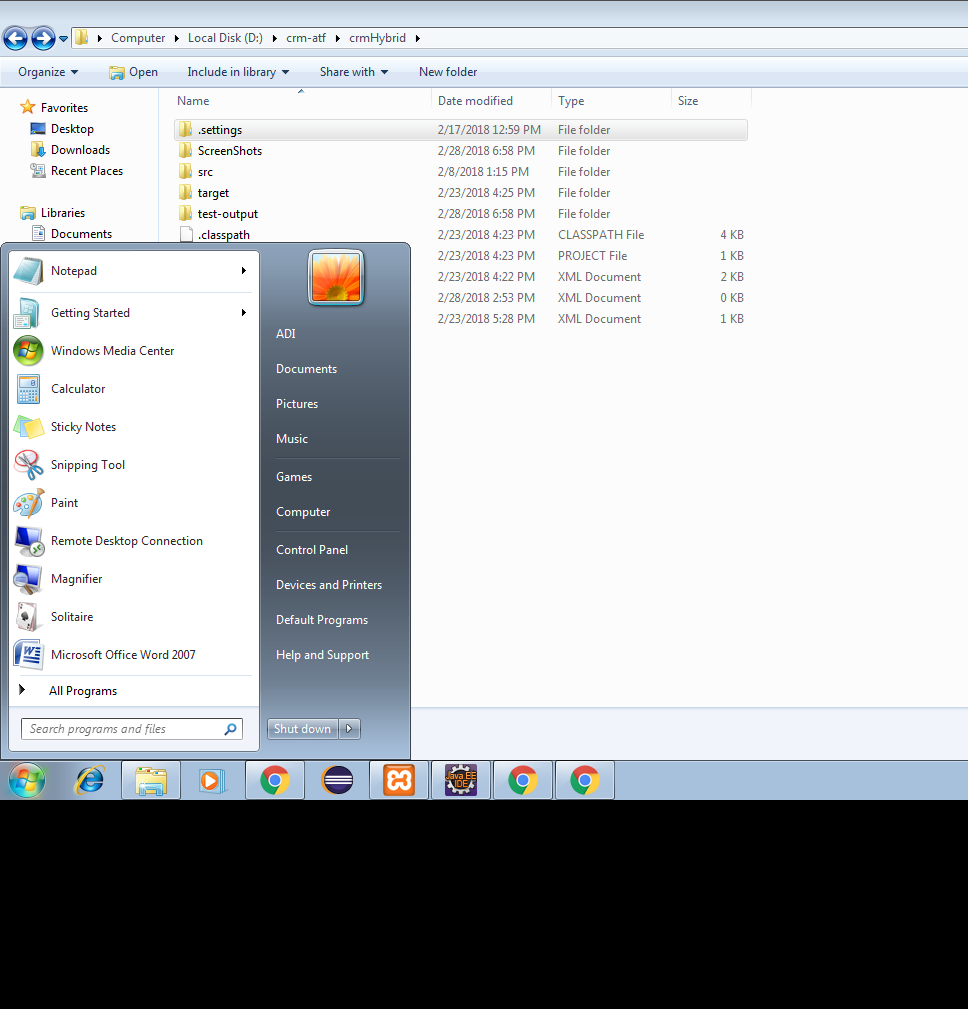 Computer Local Disk (D:) crm-atf crmHybrid
Organize Open Include in library Share with New folder
Name Date modified Type Size
Favorites
Desktop
Downloads
Recent Places
Libraries
Documents
.settings 2/17/2018 12:59 PM File folder
ScreenShots 2/28/2018 6:58 PM File folder
src 2/8/2018 1:15 PM File folder
target 2/23/2018 4:25 PM File folder
test-output 2/28/2018 6:58 PM File folder
.classpath 2/23/2018 4:23 PM CLASSPATH File 4 KB
2/23/2018 4:23 PM PROJECT File 1 KB
2/23/2018 4:22 PM XML Document 2 KB
2/28/2018 2:53 PM XML Document 0 KB
2/23/2018 5:28 PM XML Document 1 KB
Notepad
Getting Started
Windows Media Center
Calculator
Sticky Notes
Snipping Tool
Paint
Remote Desktop Connection
Magnifier
Solitaire
Microsoft Office Word 2007
All Programs
Search programs and files
ADI
Documents
Pictures
Music
Games
Computer
Control Panel
Devices and Printers
Default Programs
Help and Support
Shut down
Java EE
IDE